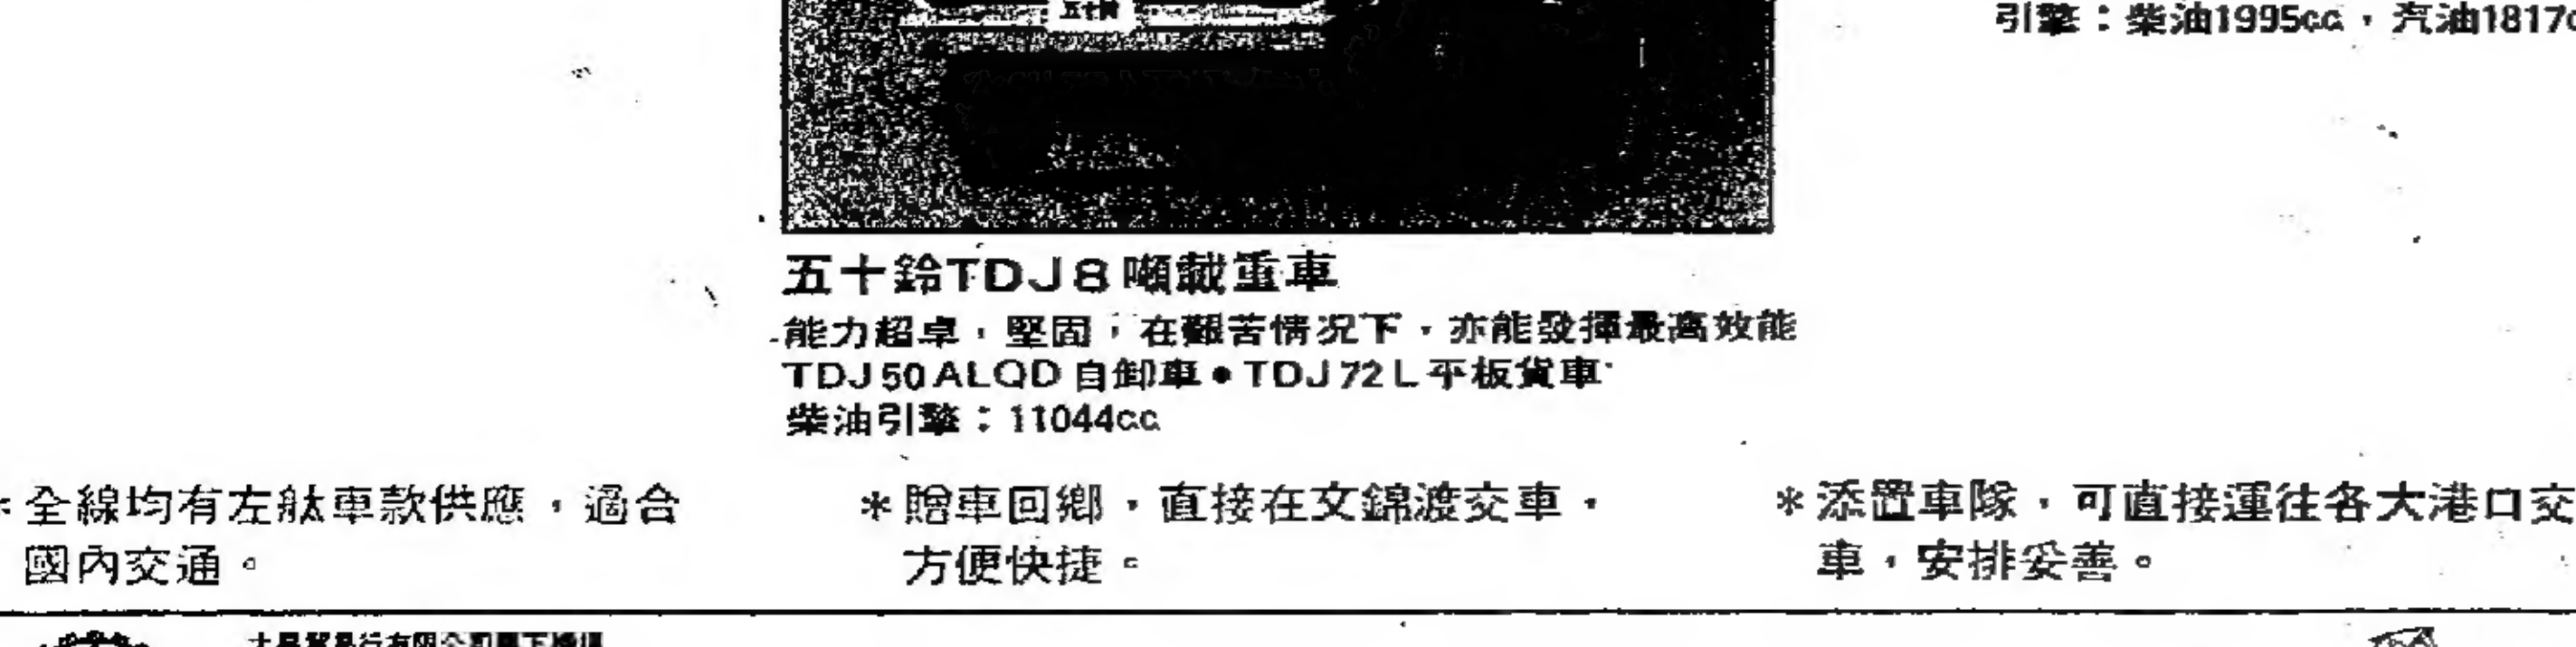 五十鈴
引擎：柴油1995cc，汽油1817c
五十鈴TDJ8噸載重車
能力超卓，堅固，在艱苦情況下，亦能發揮最高效能
TDJ50ALQD自卸車●TDJ72L平板貨車
柴油引擎：11044cc
*全線均有左軚車款供應，適合
國內交通。
*贈車回鄉，直接在文錦渡交車，
方便快捷。
*添置車隊，可直接運往各大港口交
車，安排妥善。